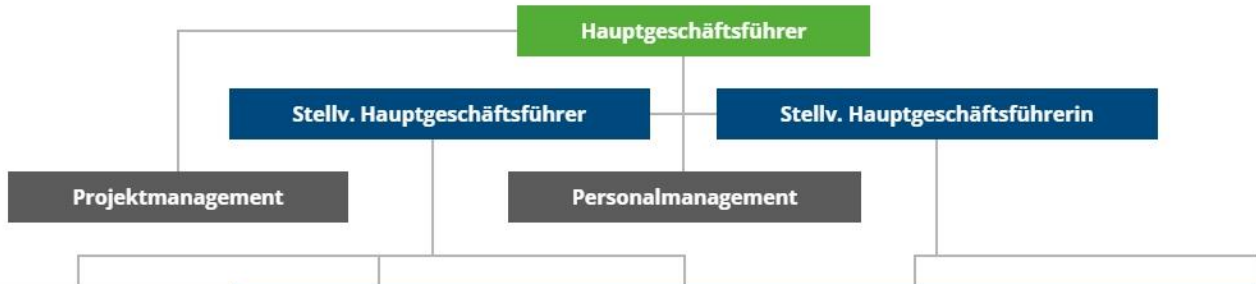 Hauptgeschäftsführer
Stellv. Hauptgeschäftsführer
Stellv. Hauptgeschäftsführerin
Projektmanagement
Personalmanagement